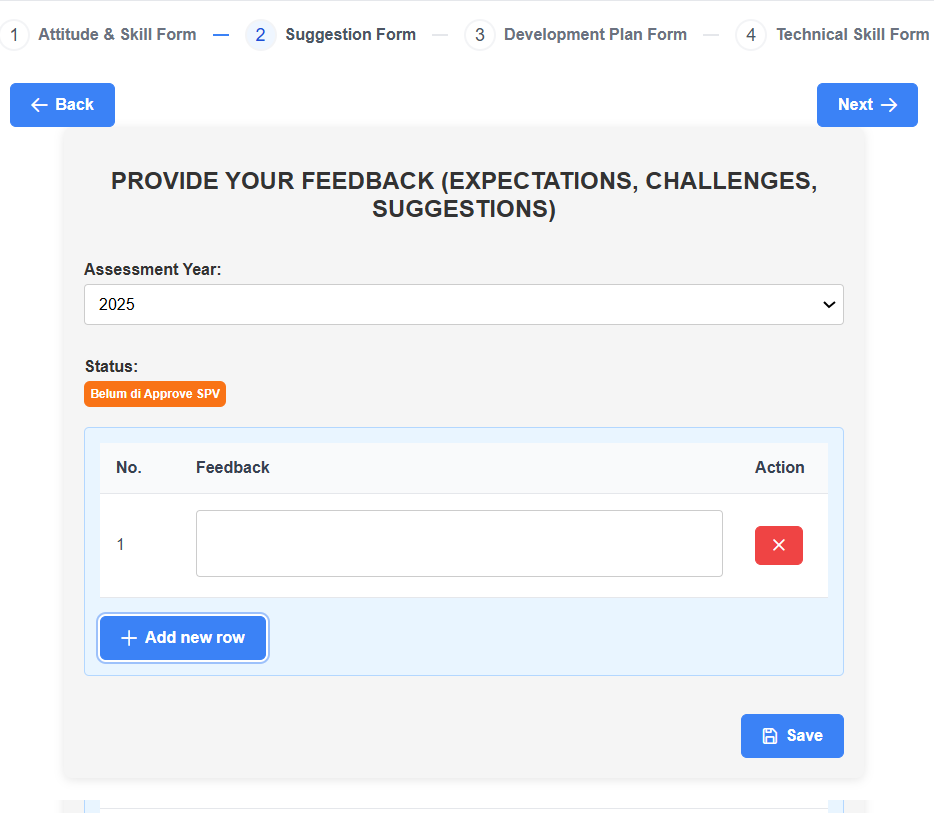 1 Attitude & Skill Form 2 Suggestion Form 3 Development Plan Form 4 Technical Skill Form
Back Next
PROVIDE YOUR FEEDBACK (EXPECTATIONS, CHALLENGES,
SUGGESTIONS)
Assessment Year:
2025
Status:
Belum di Approve SPV
No. Feedback Action
1
Add new row
Save